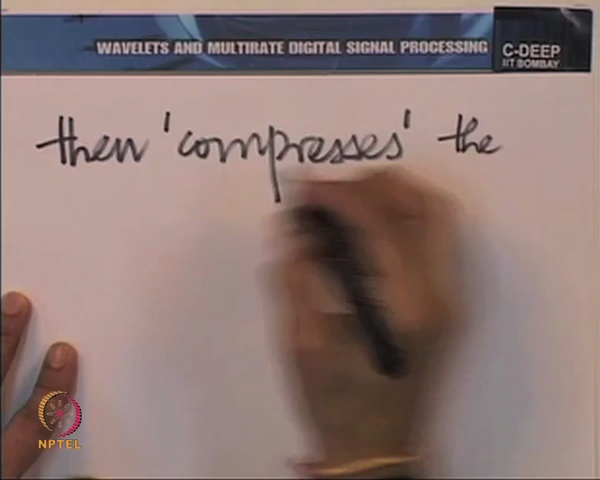 WAVELETS AND MULTIRATE DIGITAL SIGNAL PROCESSING
C-DEEP
IIT BOMBAY
then 'compresses' the
NPTEL